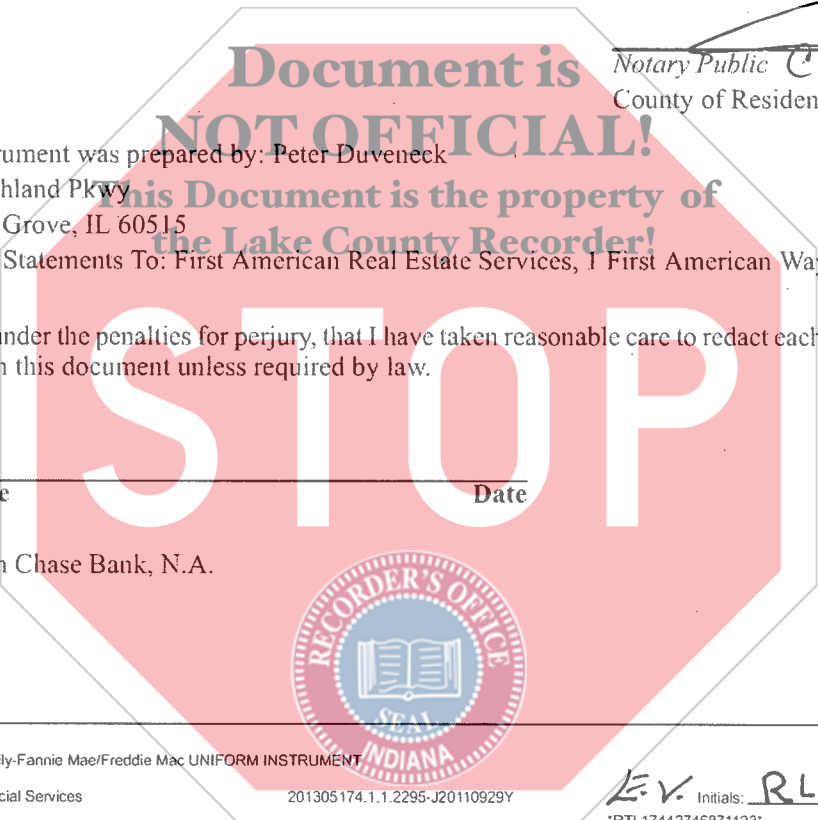 Document is
Notary Public C
County of Residen
NOT OFFICIAL!
rument was prepared by: Peter Duveneck
hland Pkwy
This Document is the property of
Grove, IL 60515
the Lake County Recorder!
Statements To: First American Real Estate Services, 1 First American Way
under the penalties for perjury, that I have taken reasonable care to redact each
n this document unless required by law.
STOP
e Date
n Chase Bank, N.A.
RECORDER'S OFFICE
SEAL
INDIANA
ly-Fannie Mae/Freddie Mac UNIFORM INSTRUMENT
cial Services 201305174.1.1.2295-J20110929Y
E.V. Initials: RL